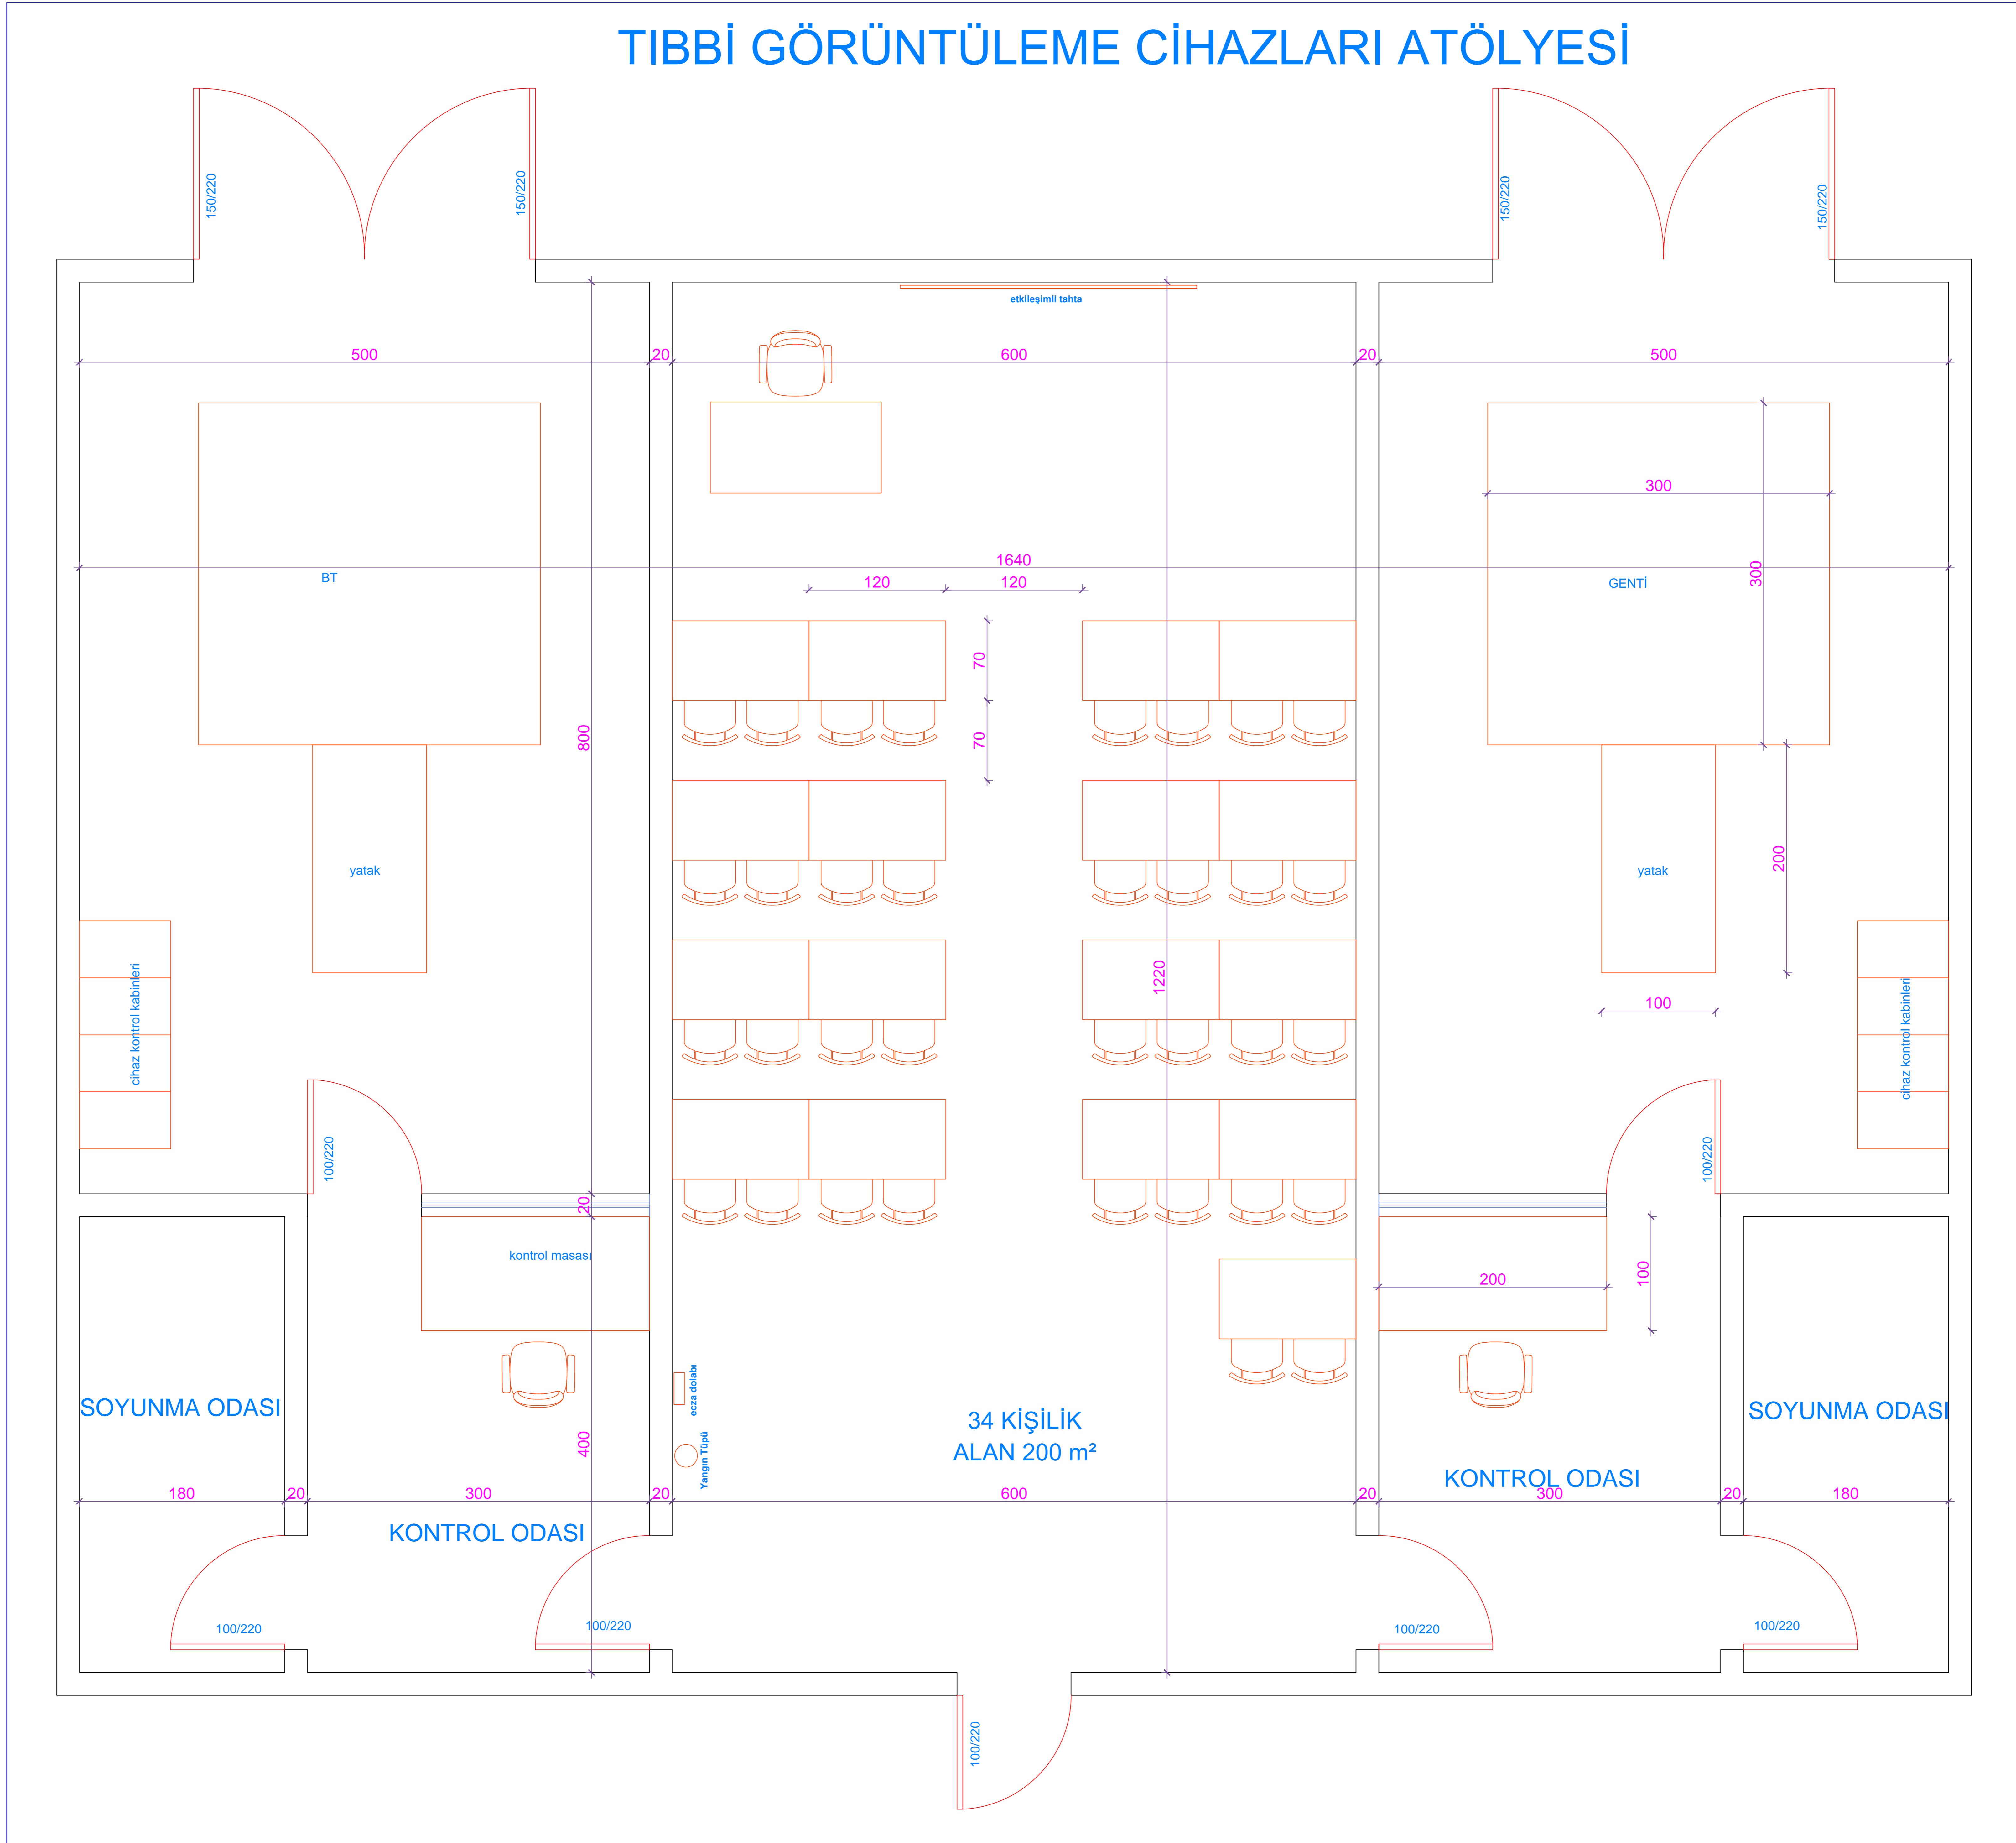 TIBBİ GÖRÜNTÜLEME CİHAZLARI ATÖLYESİ
150/220
150/220
150/220
150/220
etkileşimli tahta
500
20
600
20
500
300
1640
BT
120
120
GENTİ
300
70
70
800
yatak
yatak
200
1220
100
cihaz kontrol kabinleri
cihaz kontrol kabinleri
100/220
100/220
20
kontrol masası
200
100
ecza dolabı
SOYUNMA ODASI
34 KİŞİLİK
ALAN 200 m²
SOYUNMA ODASI
400
Yangın Tüpü
KONTROL ODASI
180
20
300
20
600
20
300
20
180
KONTROL ODASI
100/220
100/220
100/220
100/220
100/220